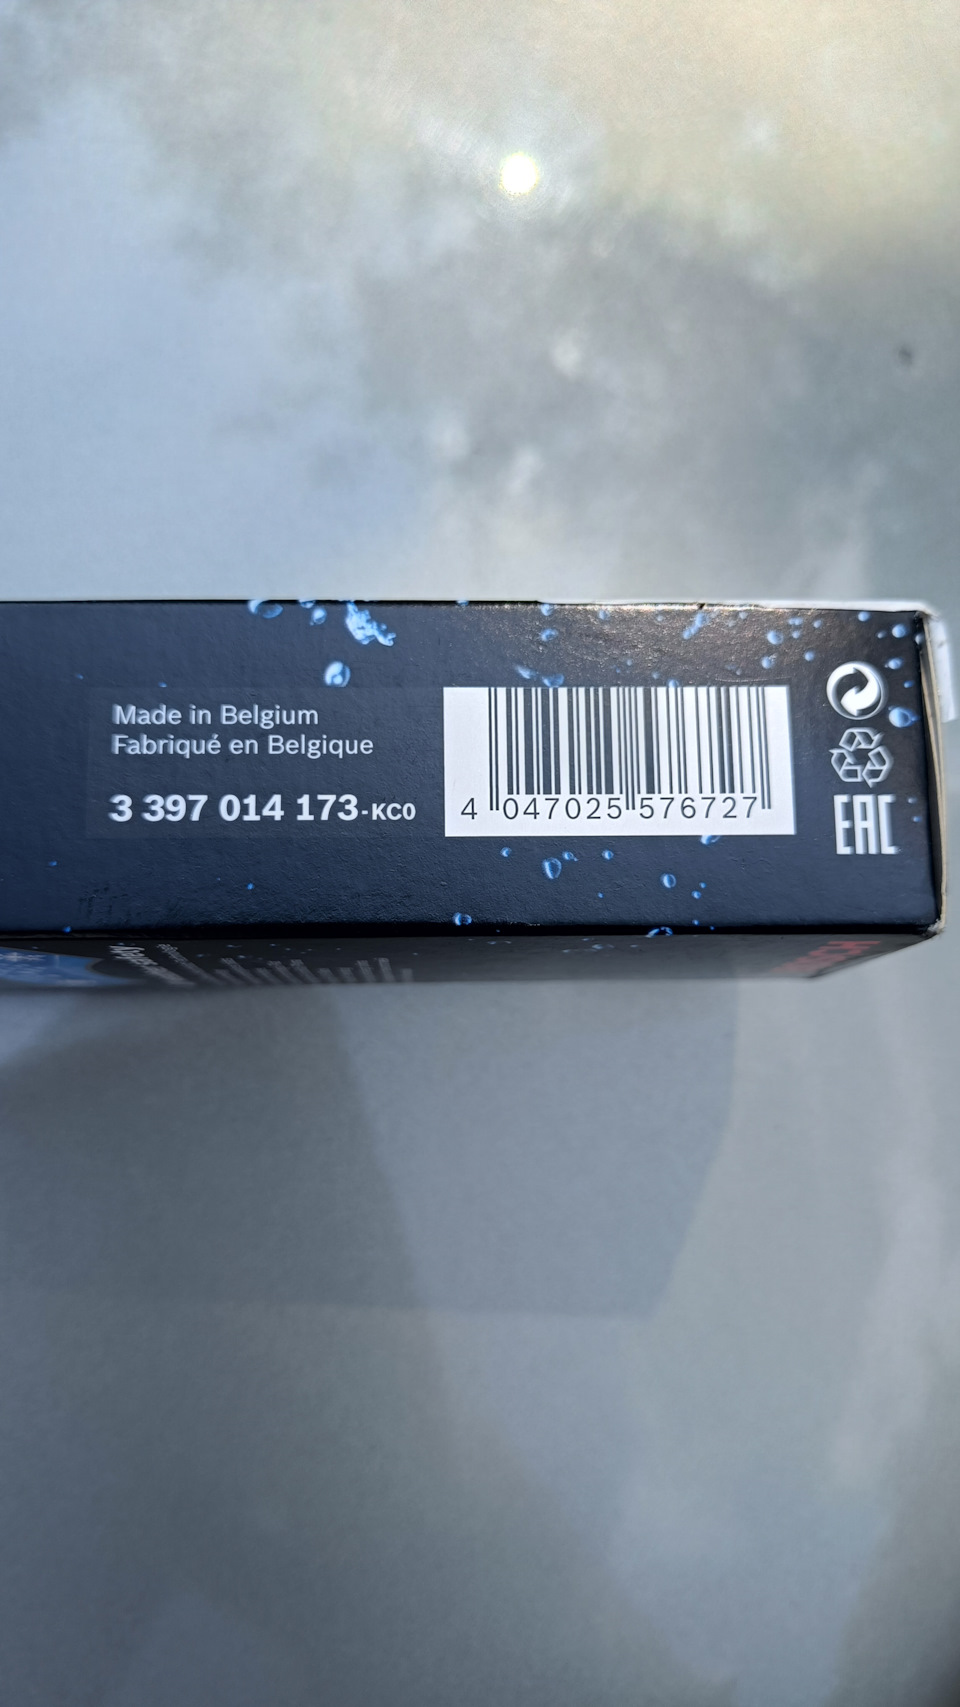 Made in Belgium
Fabriqué en Belgique
3 397 014 173-KC0
4 047025 576727
EAC